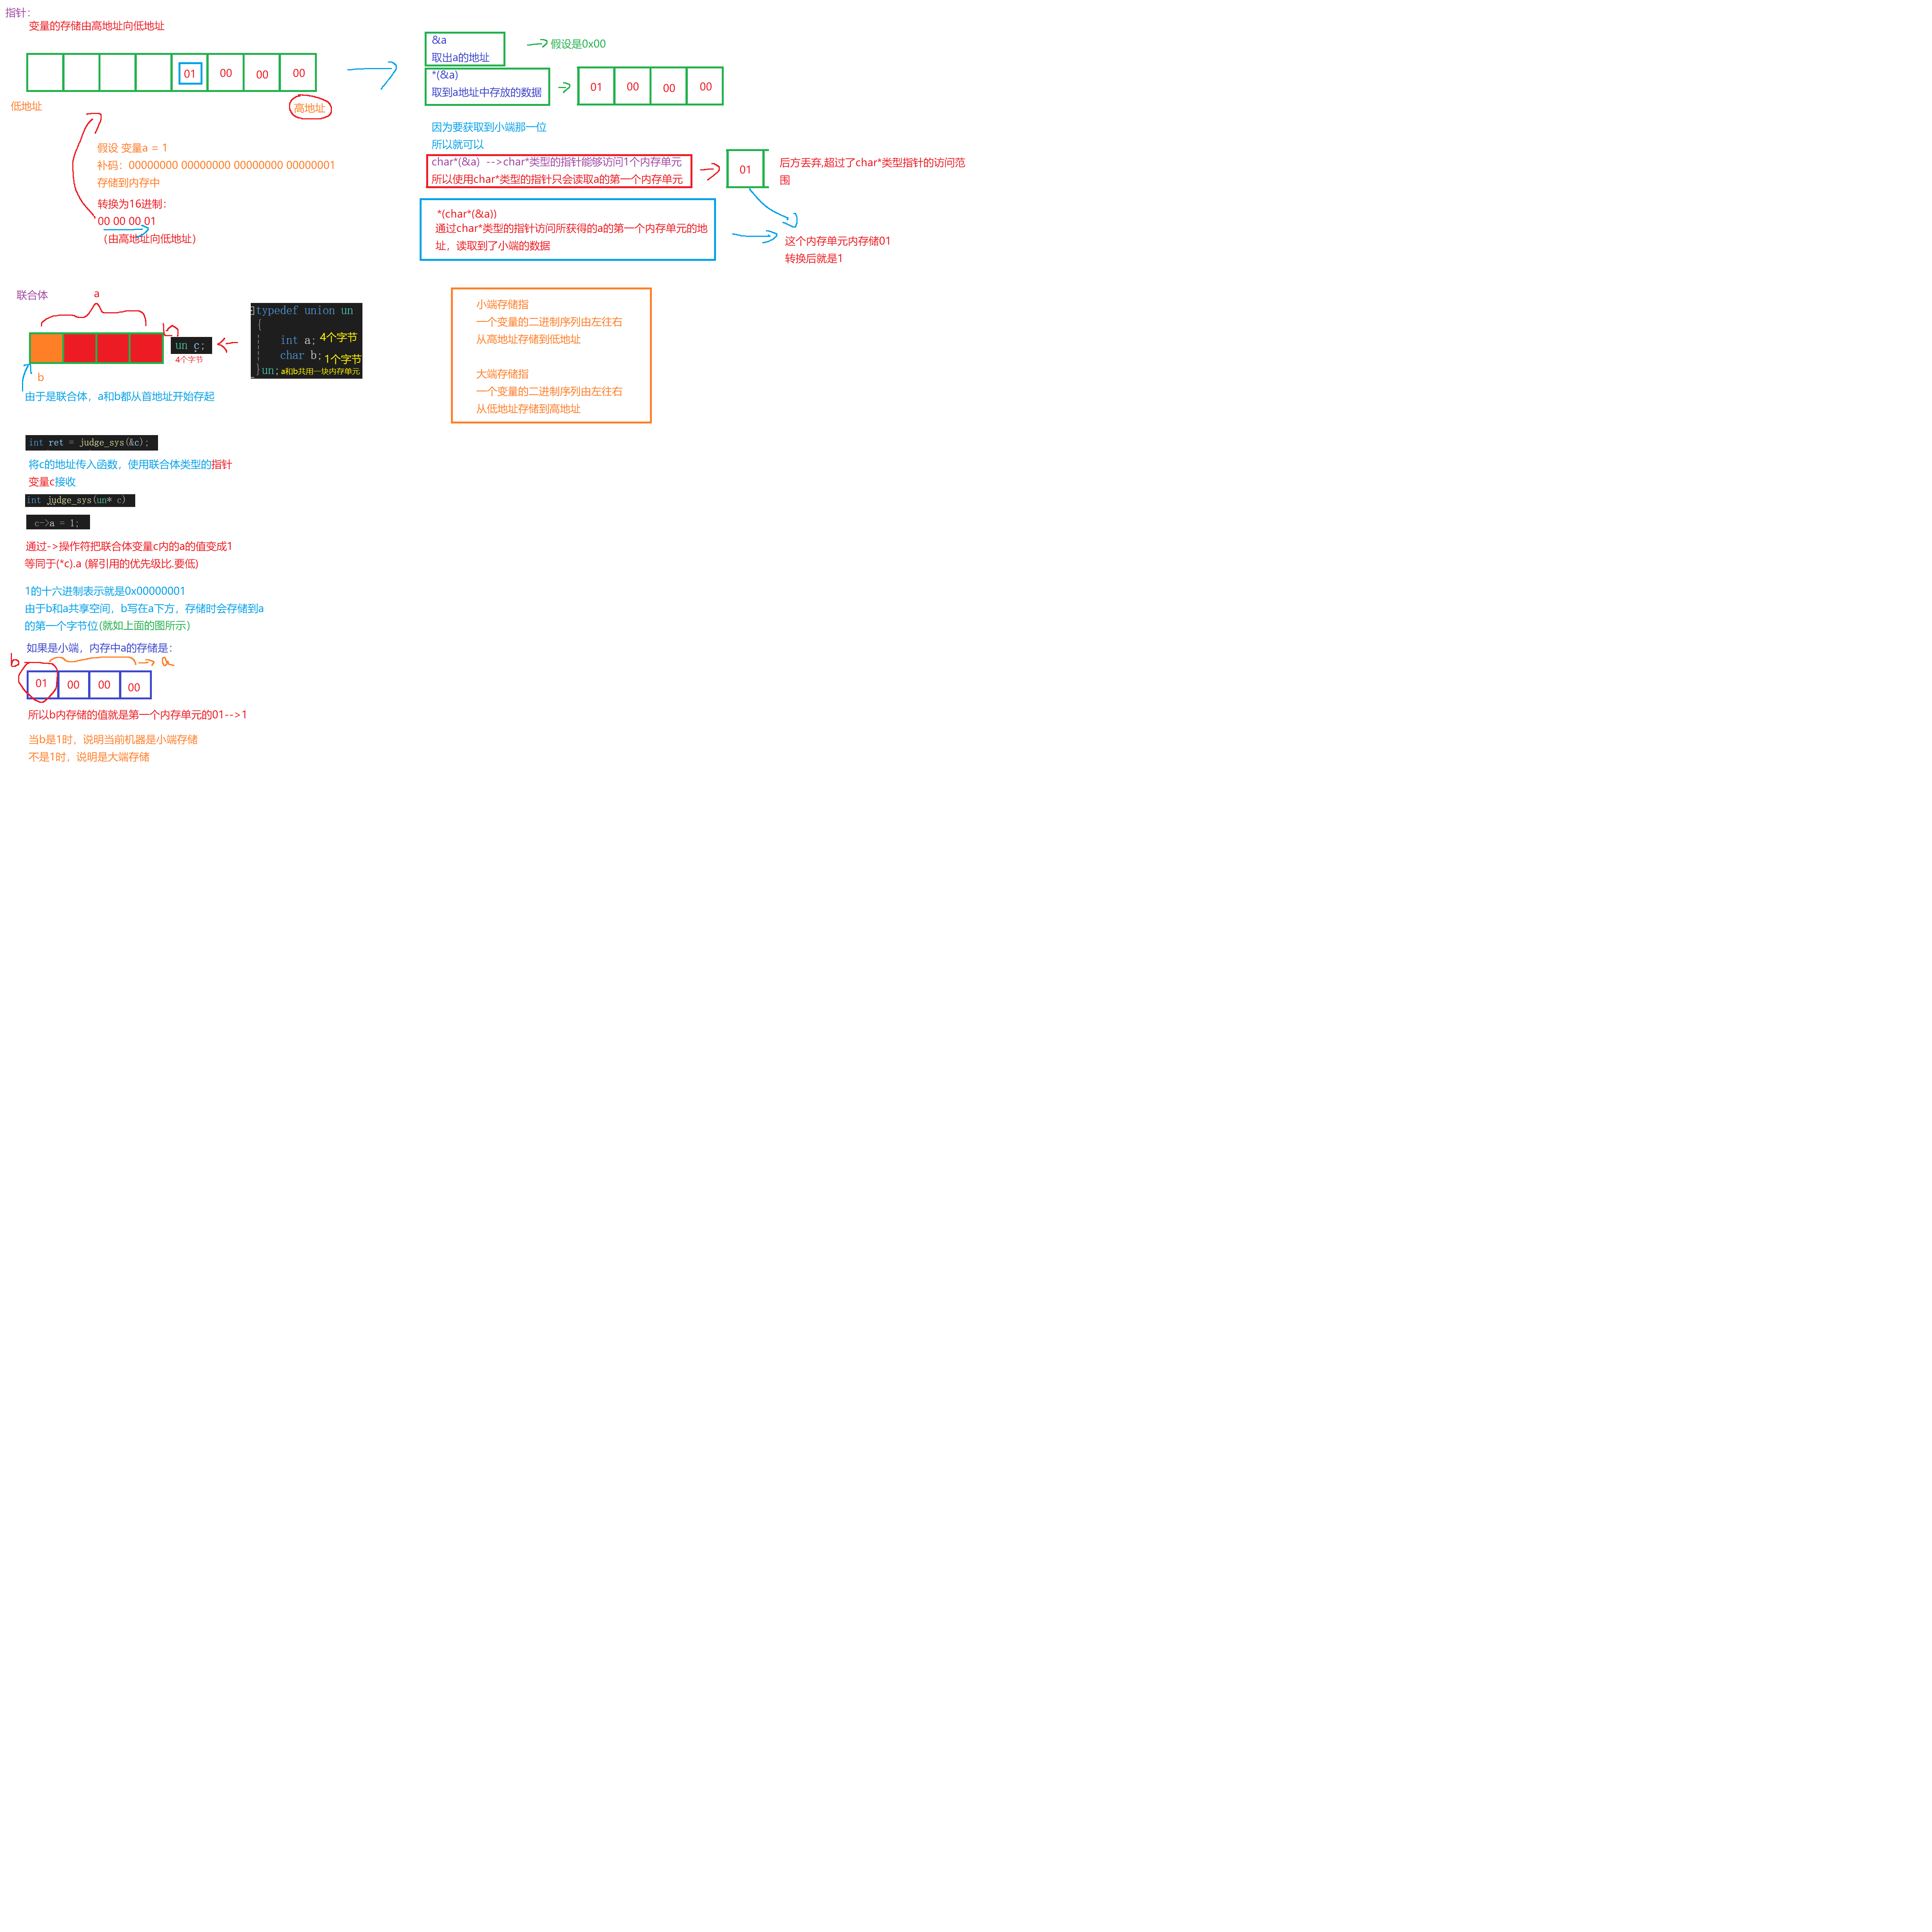 指针：
变量的存储由高地址向低地址
01 00 00 00
低地址
高地址
假设 变量a = 1
补码：00000000 00000000 00000000 00000001
存储到内存中
转换为16进制：
00 00 00 01
（由高地址向低地址）
&a
取出a的地址
假设是0x00
*(&a)
取到a地址中存放的数据
01 00 00 00
因为要获取到小端那一位
所以就可以
char*(&a) -->char*类型的指针能够访问1个内存单元
所以使用char*类型的指针只会读取a的第一个内存单元
01
后方丢弃,超过了char*类型指针的访问范
围
*(char*(&a))
通过char*类型的指针访问所获得的a的第一个内存单元的地
址，读取到了小端的数据
这个内存单元内存储01
转换后就是1
联合体
a
b
un c;
4个字节
typedef union un
{
int a; 4个字节
char b; 1个字节
}un; a和b共用一块内存单元
由于是联合体，a和b都从首地址开始存起
小端存储指
一个变量的二进制序列由左往右
从高地址存储到低地址
大端存储指
一个变量的二进制序列由左往右
从低地址存储到高地址
int ret = judge_sys(&c);
将c的地址传入函数，使用联合体类型的指针
变量c接收
int judge_sys(un* c)
c->a = 1;
通过->操作符把联合体变量c内的a的值变成1
等同于(*c).a (解引用的优先级比.要低)
1的十六进制表示就是0x00000001
由于b和a共享空间，b写在a下方，存储时会存储到a
的第一个字节位(就如上面的图所示)
如果是小端，内存中a的存储是：
b
a
01 00 00 00
所以b内存储的值就是第一个内存单元的01-->1
当b是1时，说明当前机器是小端存储
不是1时，说明是大端存储